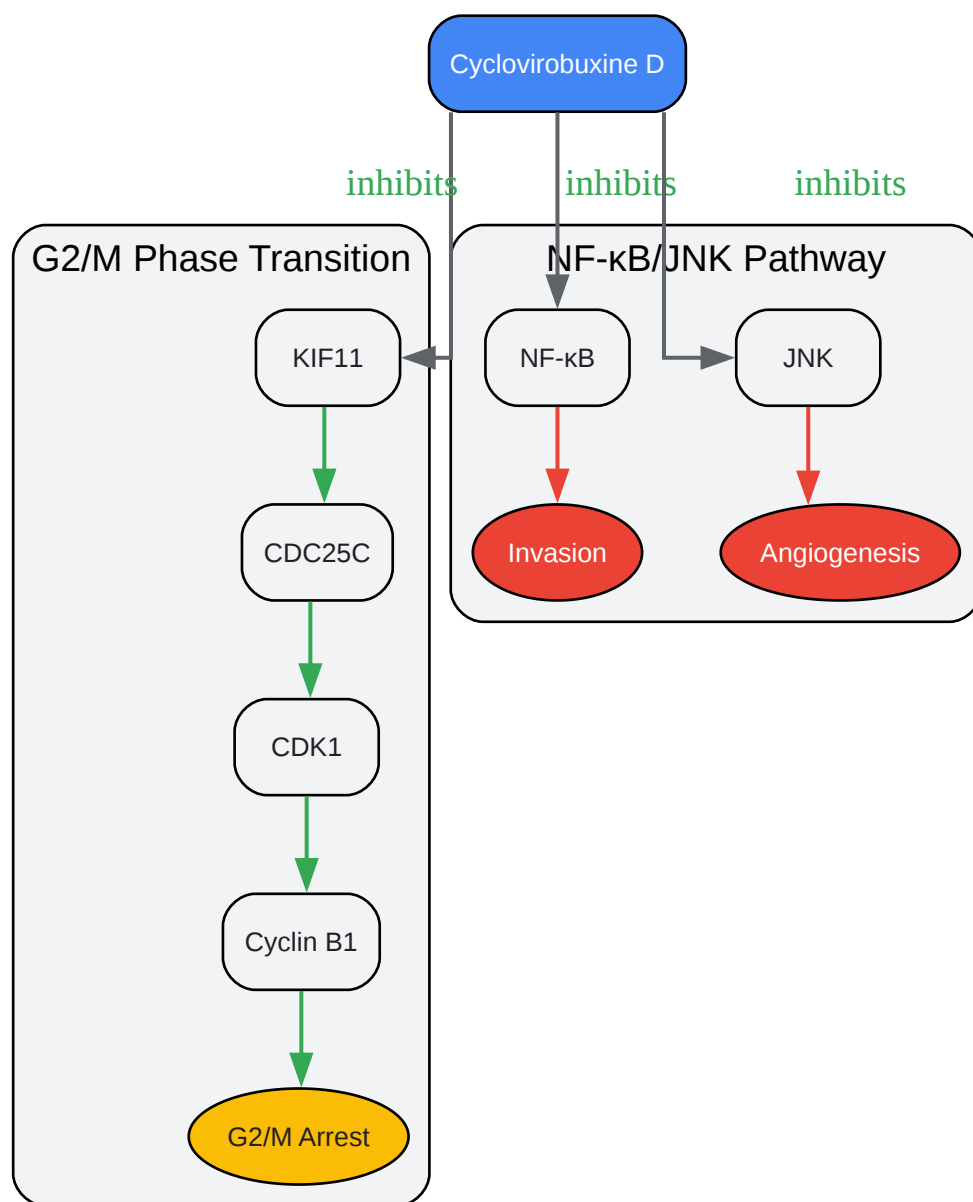 Cyclovirobuxine D
inhibits
inhibits
inhibits
G2/M Phase Transition
NF-κB/JNK Pathway
KIF11
NF-κB
JNK
CDC25C
Invasion
Angiogenesis
CDK1
Cyclin B1
G2/M Arrest